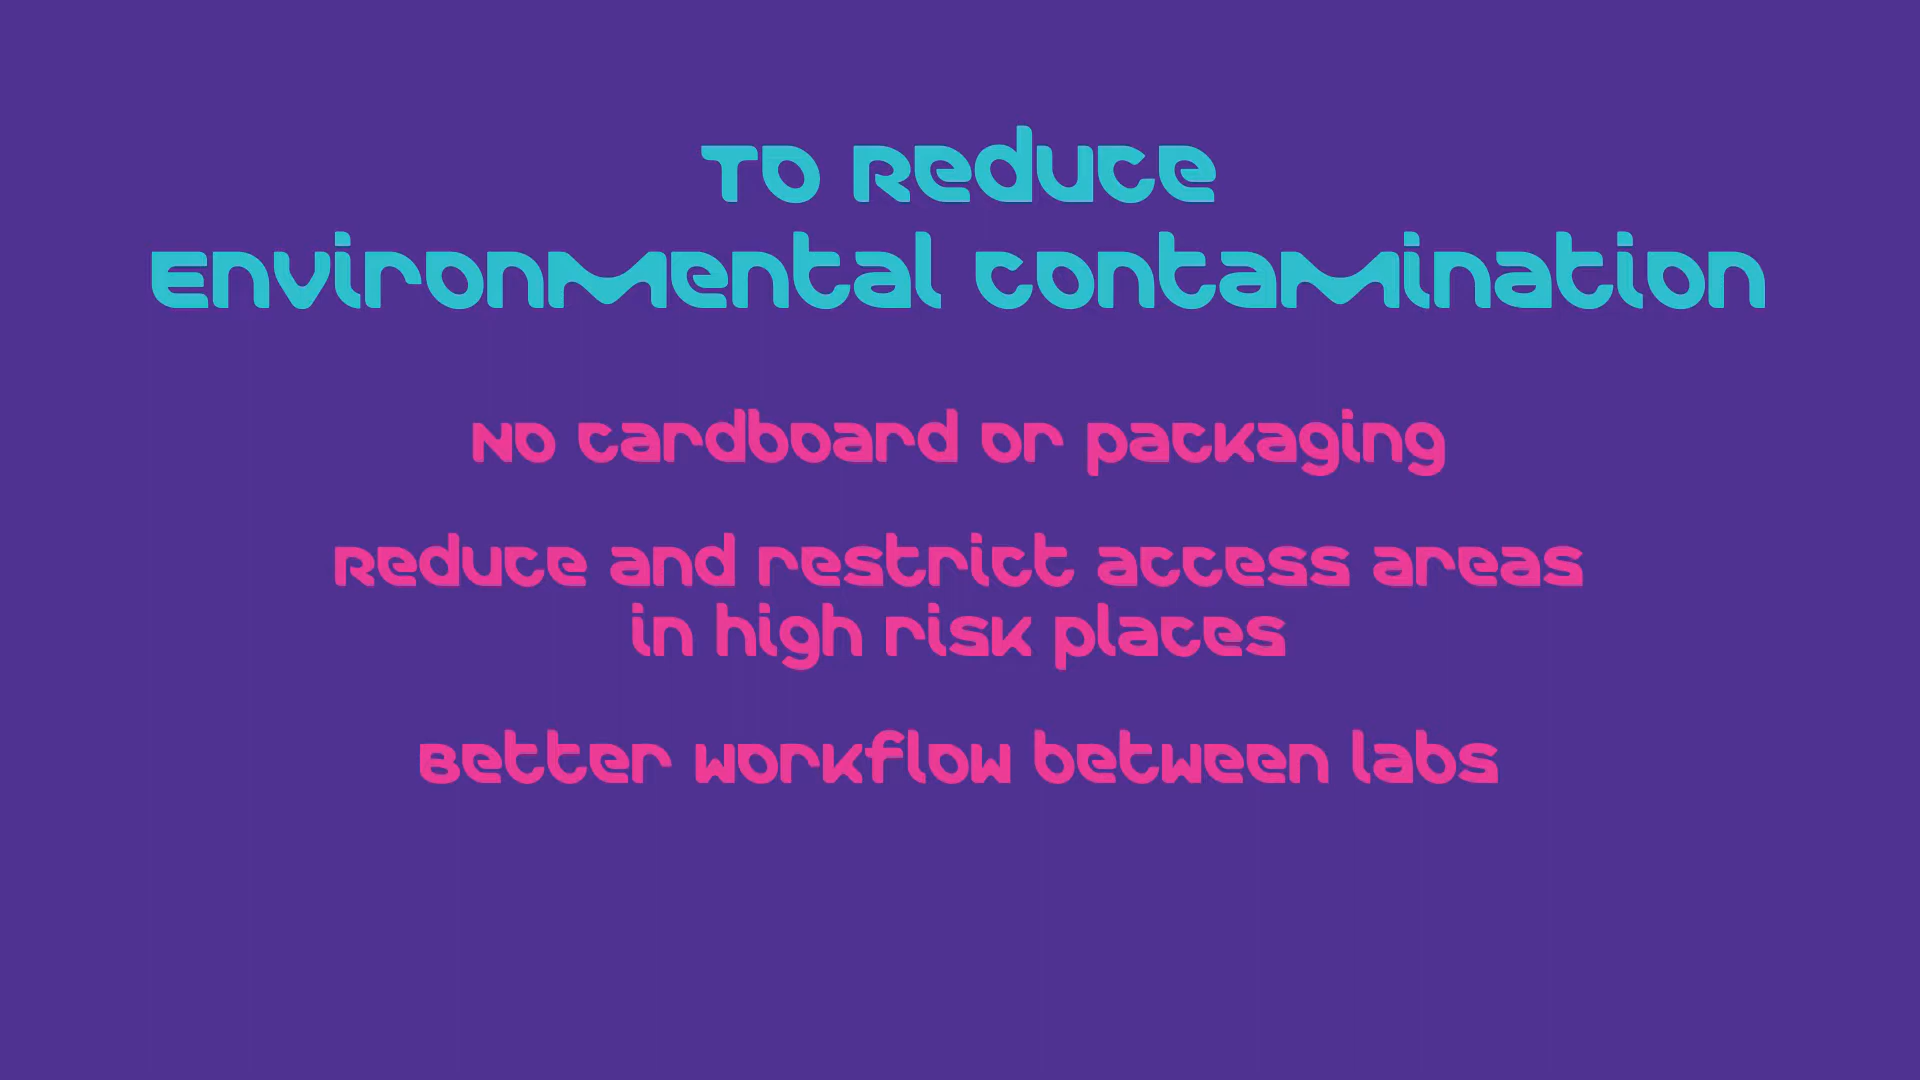 To Reduce
Environmental Contamination
No cardboard or packaging
Reduce and restrict access areas
in high risk places
Better workflow between labs